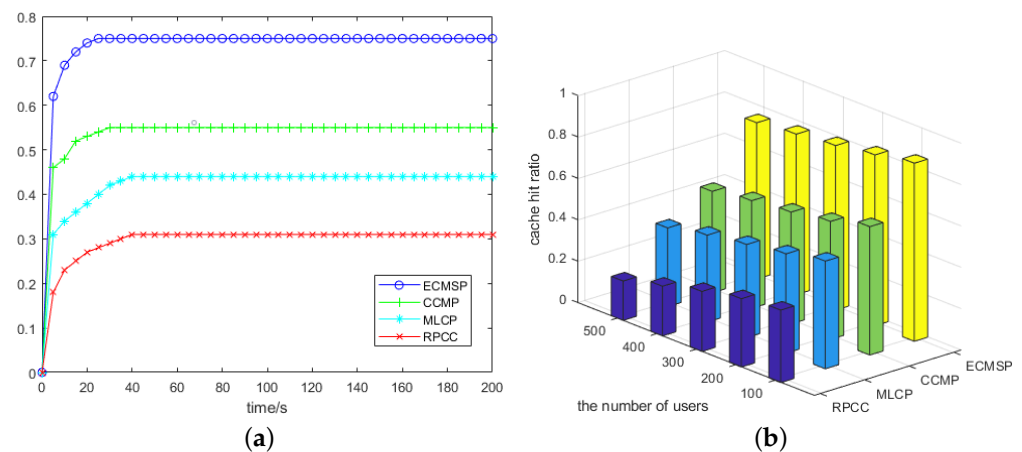 0.8
0.7
0.6
0.5
0.4
0.3
0.2
0.1
0
0 20 40 60 80 100 120 140 160 180 200
time/s
ECMSP
CCMP
MLCP
RPCC
(a)
1
0.8
0.6
0.4
0.2
0
cache hit ratio
500
400
300
200
100
the number of users
RPCC
MLCP
CCMP
ECMSP
(b)